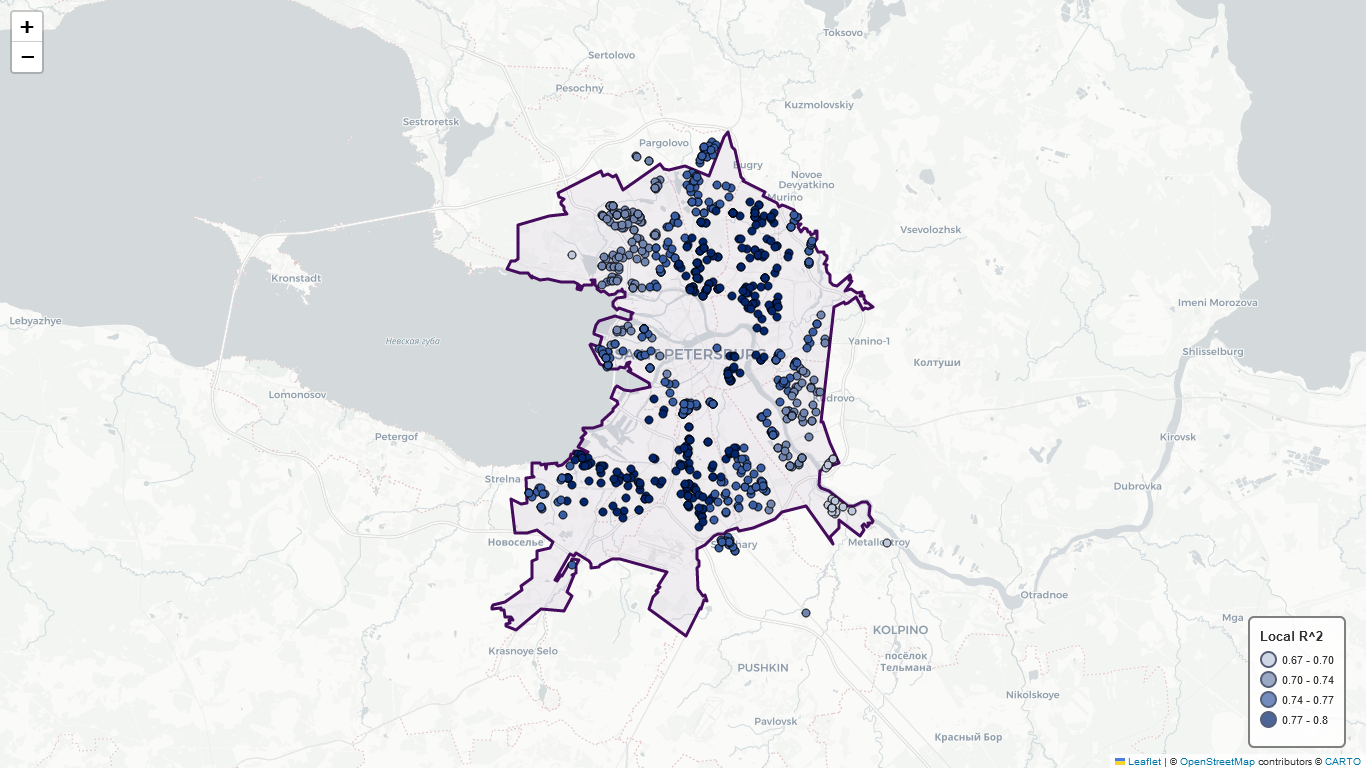 +
−
Toksovo
Sertolovo
Pesochny
Kuzmolovskiy
Sestroretsk
Pargolovo
Bugry
Novoe
Devyatkino
Murino
Vsevolozhsk
Kronstadt
Imeni Morozova
Lebyazhye
Невская губа
Yanino-1
Shlisselburg
SAINT PETERSBURG
Колтуши
Lomonosov
Kudrovo
Petergof
Kirovsk
Strelna
Dubrovka
Новоселье
Shushary
Metallostroy
Otradnoe
Mga
KOLPINO
Krasnoye Selo
посёлок
Тельмана
PUSHKIN
Nikolskoye
Pavlovsk
Красный Бор
Local R^2
0.67 - 0.70
0.70 - 0.74
0.74 - 0.77
0.77 - 0.8
Leaflet | © OpenStreetMap contributors © CARTO